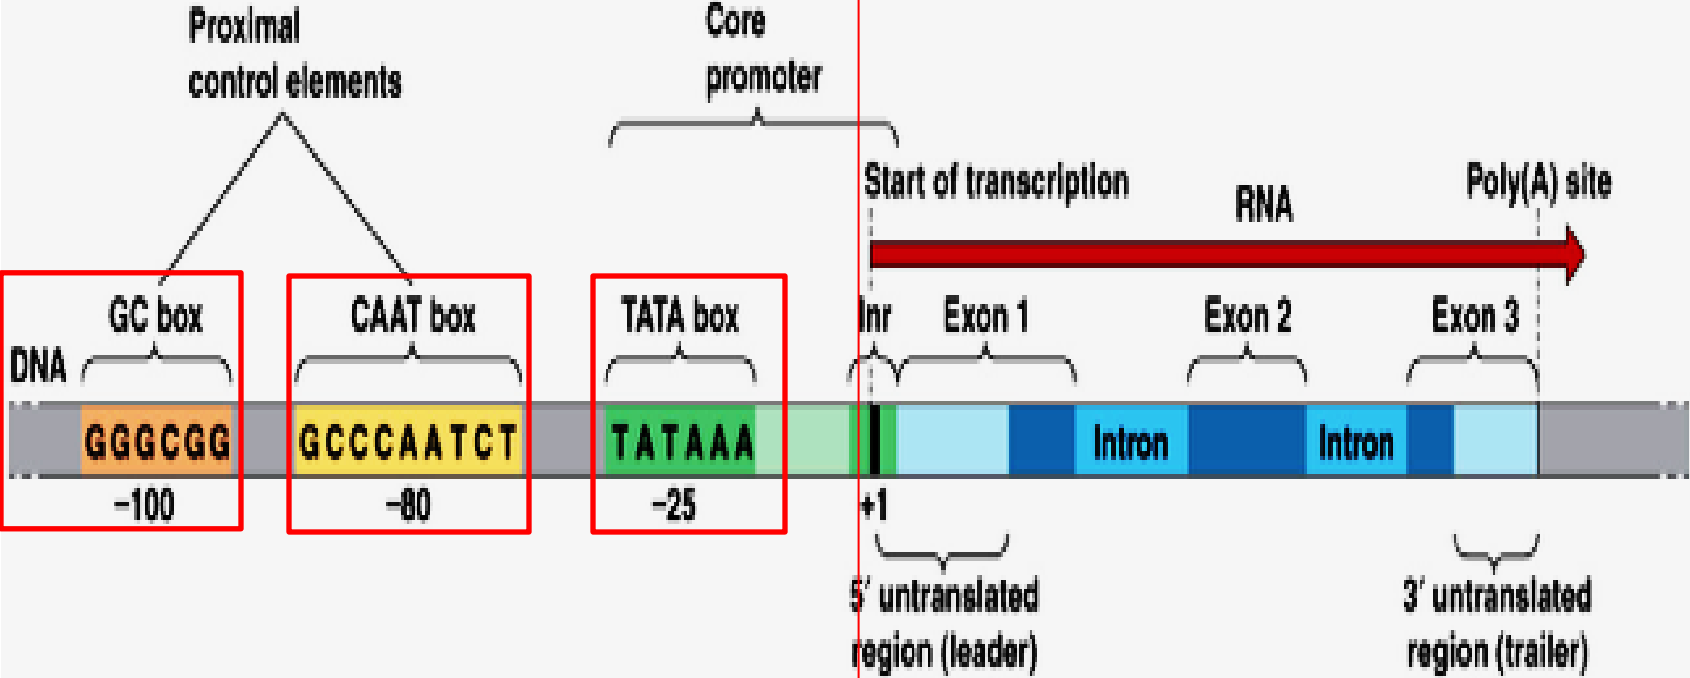 Proximal
control elements
Core
promoter
Start of transcription
RNA
Poly(A) site
GC box
CAAT box
TATA box
Inr
Exon 1
Exon 2
Exon 3
DNA
GGGCGG
GCCCAATCT
TATAAA
Intron
Intron
–100
–80
–25
+1
5′ untranslated
region (leader)
3′ untranslated
region (trailer)